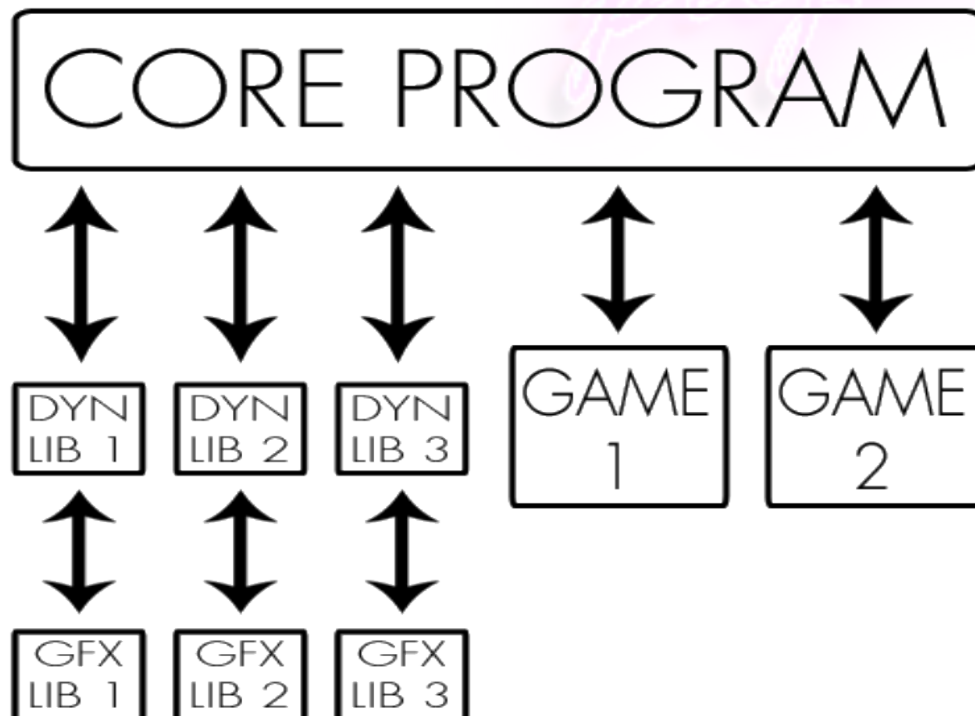 CORE PROGRAM
DYN
LIB 1
DYN
LIB 2
DYN
LIB 3
GAME
1
GAME
2
GFX
LIB 1
GFX
LIB 2
GFX
LIB 3